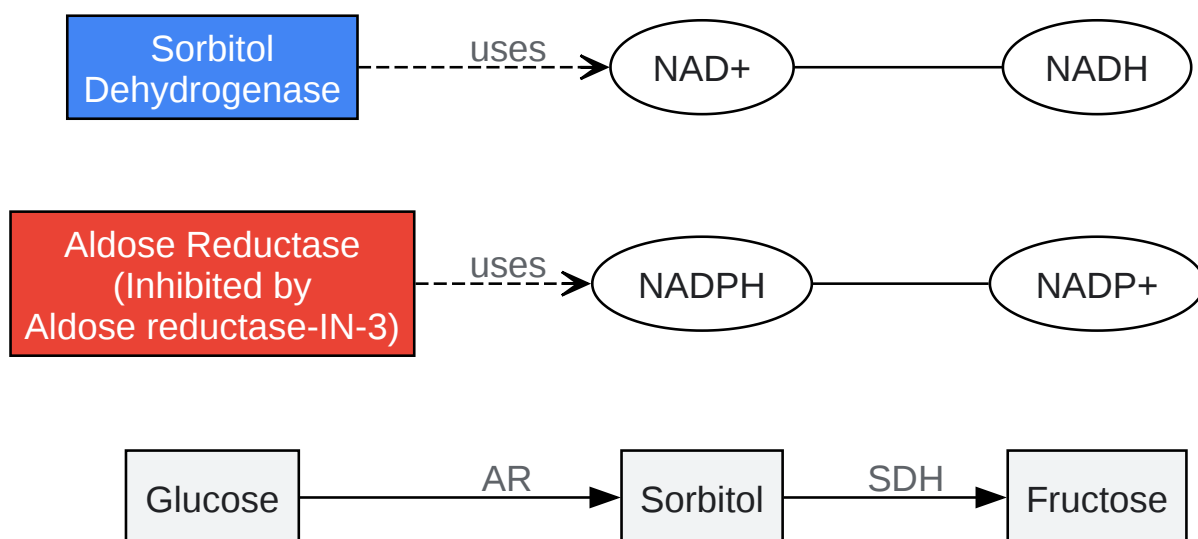 Sorbitol
Dehydrogenase
uses
NAD+
NADH
Aldose Reductase
(Inhibited by
Aldose reductase-IN-3)
uses
NADPH
NADP+
Glucose
AR
Sorbitol
SDH
Fructose